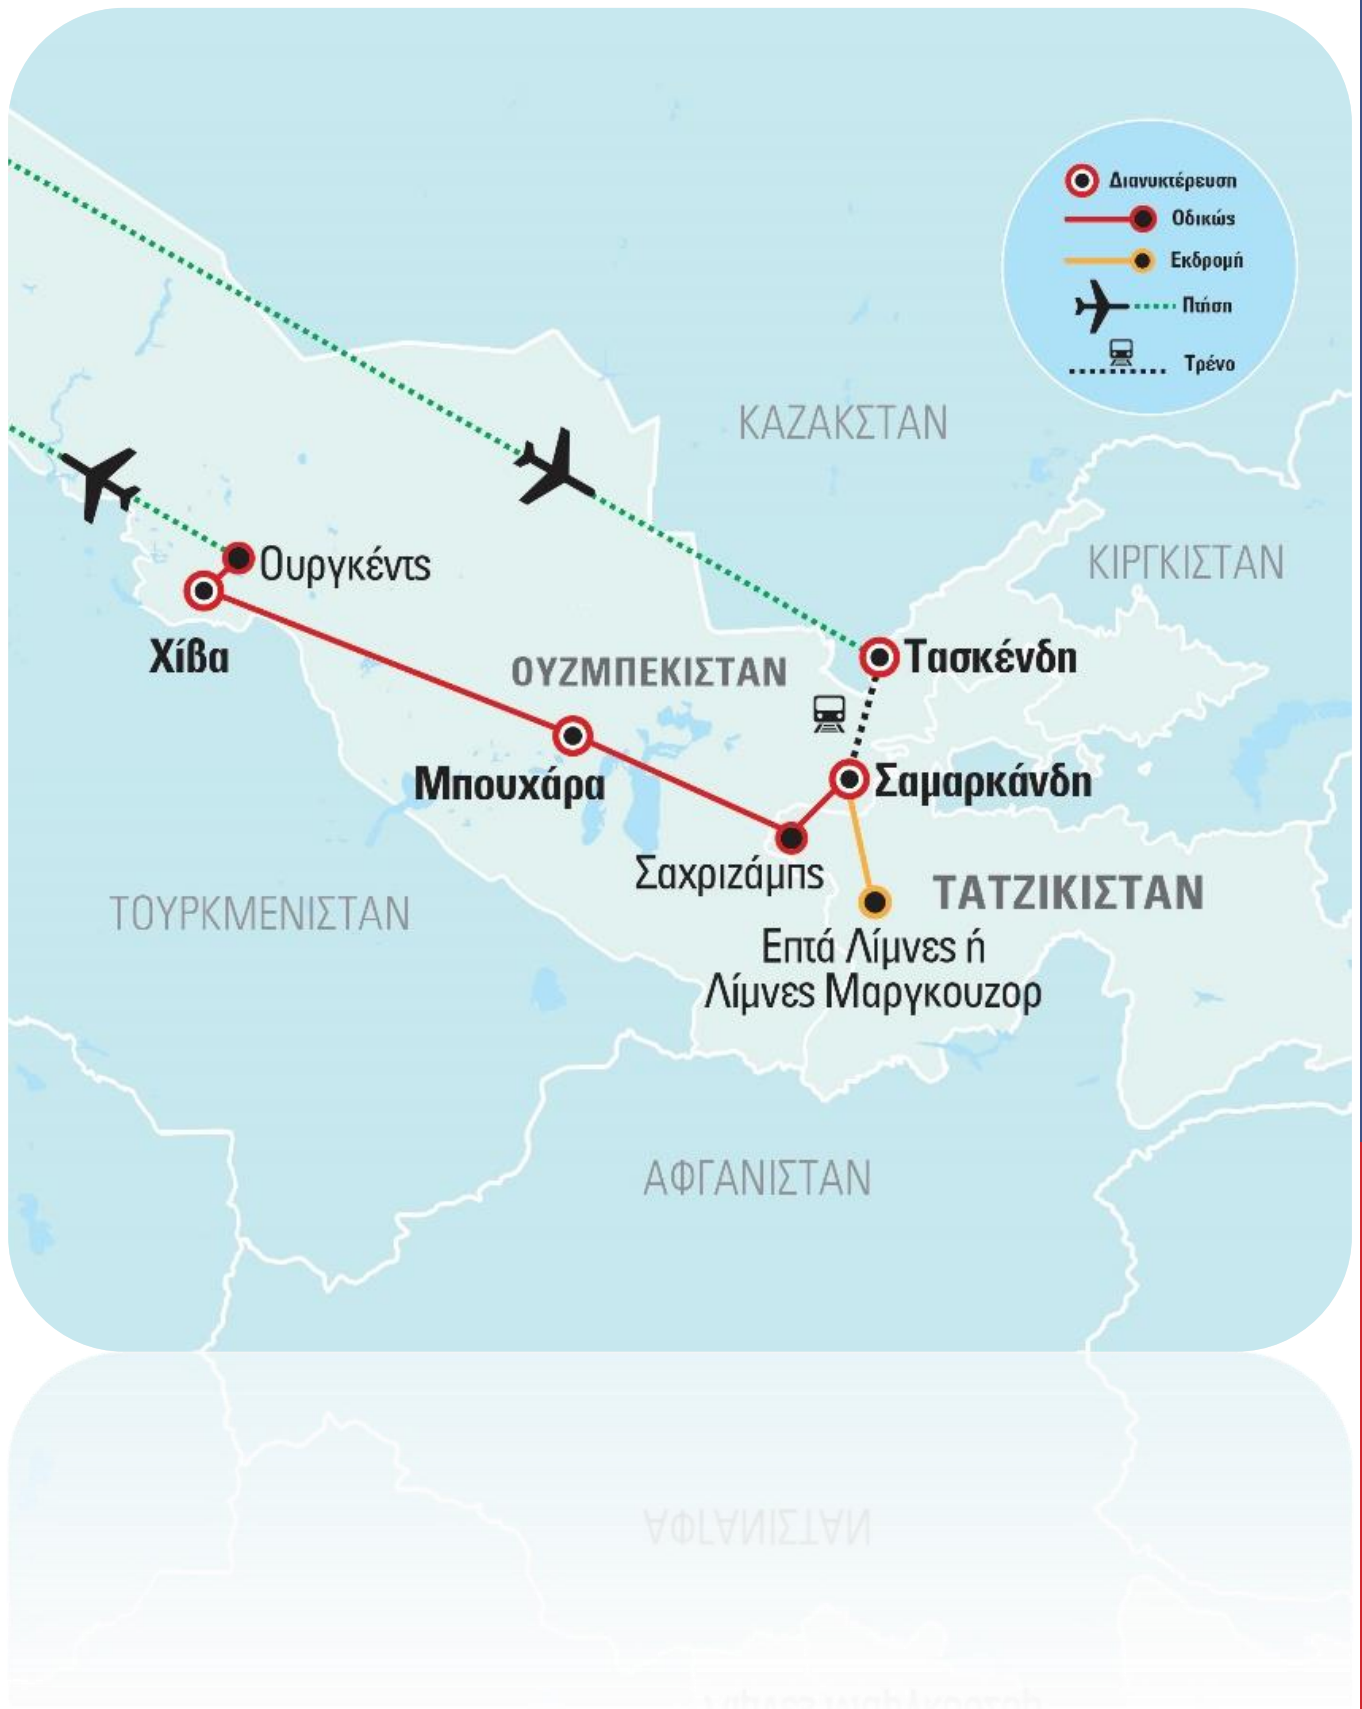 Διανυκτέρευση
Οδικώς
Εκδρομή
Πτήση
Τρένο
ΚΑΖΑΚΣΤΑΝ
ΚΙΡΓΚΙΣΤΑΝ
Ουργκέντς
Χίβα
ΟΥΖΜΠΕΚΙΣΤΑΝ
Τασκένδη
Μπουχάρα
Σαμαρκάνδη
Σαχριζάμπς
ΤΑΤΖΙΚΙΣΤΑΝ
ΤΟΥΡΚΜΕΝΙΣΤΑΝ
Επτά Λίμνες ή
Λίμνες Μαργκουζορ
ΑΦΓΑΝΙΣΤΑΝ